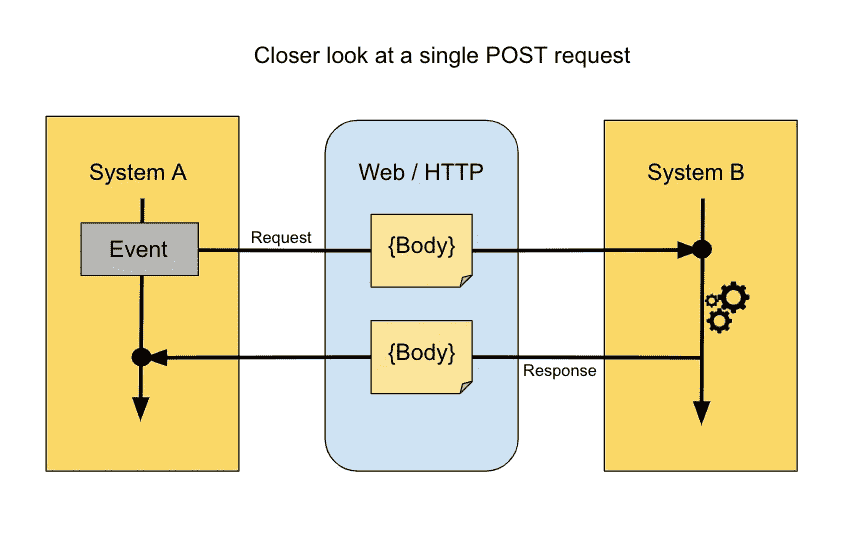 Closer look at a single POST request
System A
Web / HTTP
System B
Event
Request
{Body}
{Body}
Response